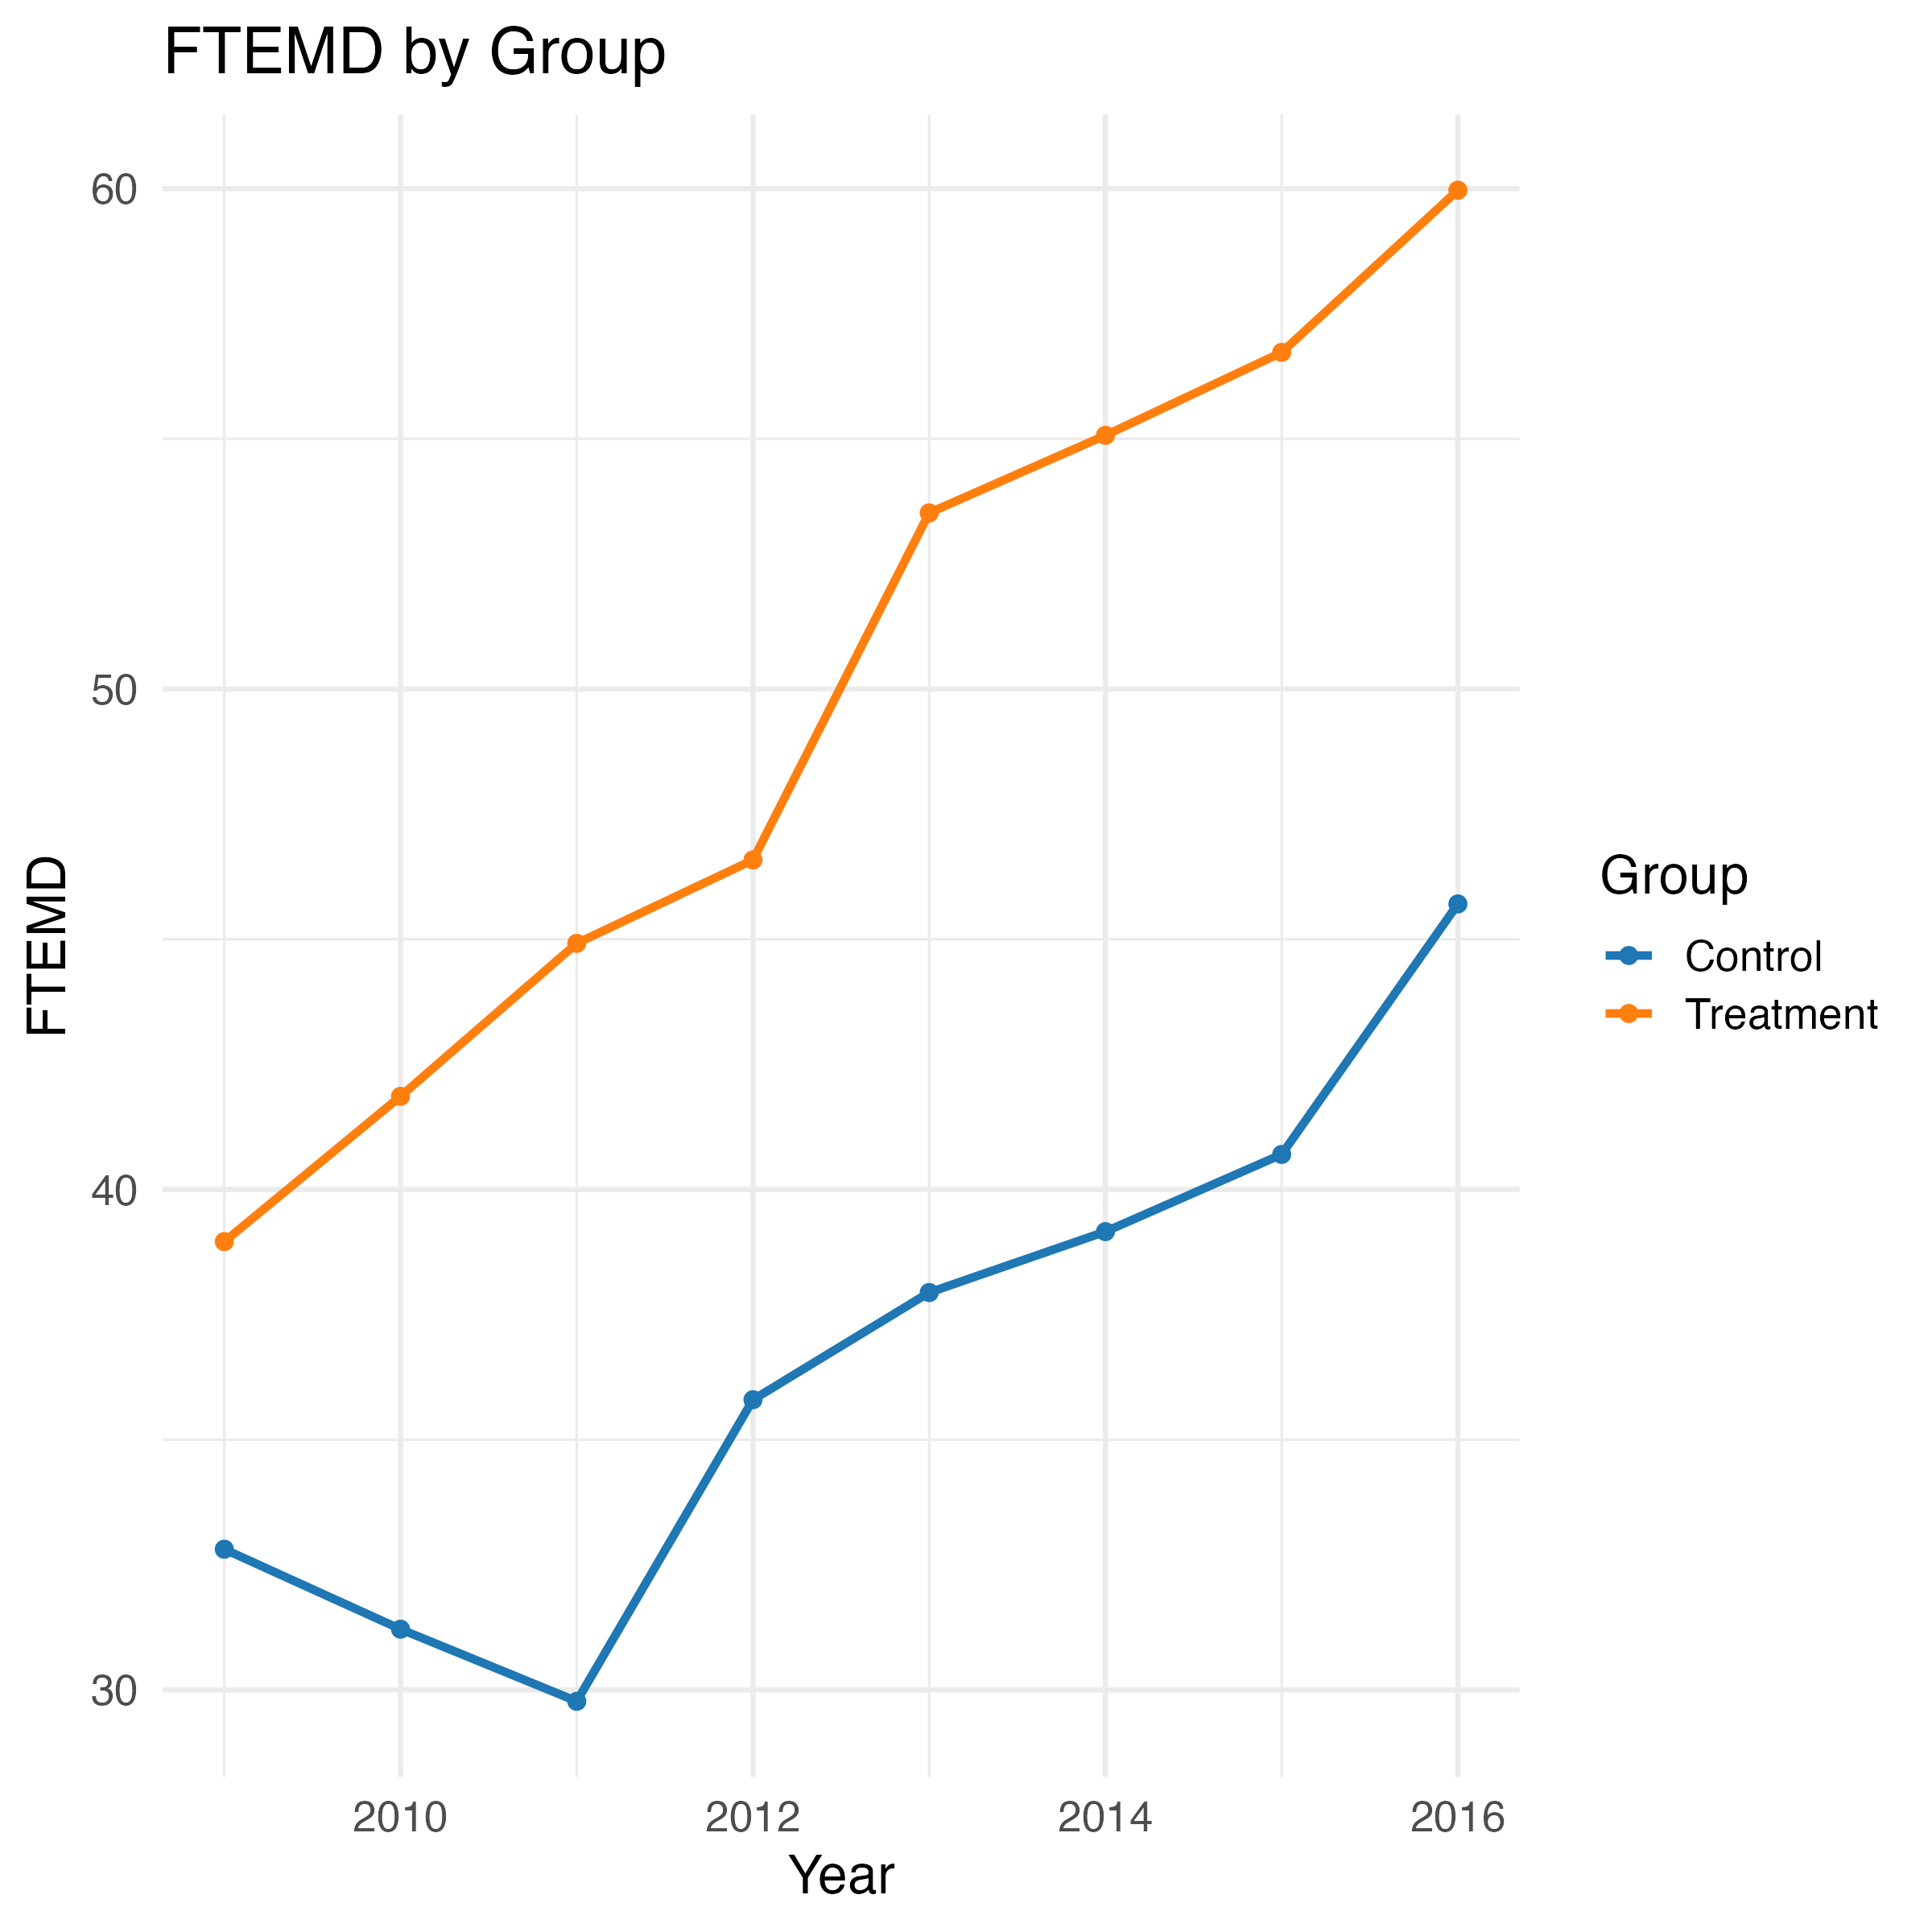 FTEMD by Group
60
50
40
30
FTEMD
2010
2012
2014
2016
Year
Group
Control
Treatment